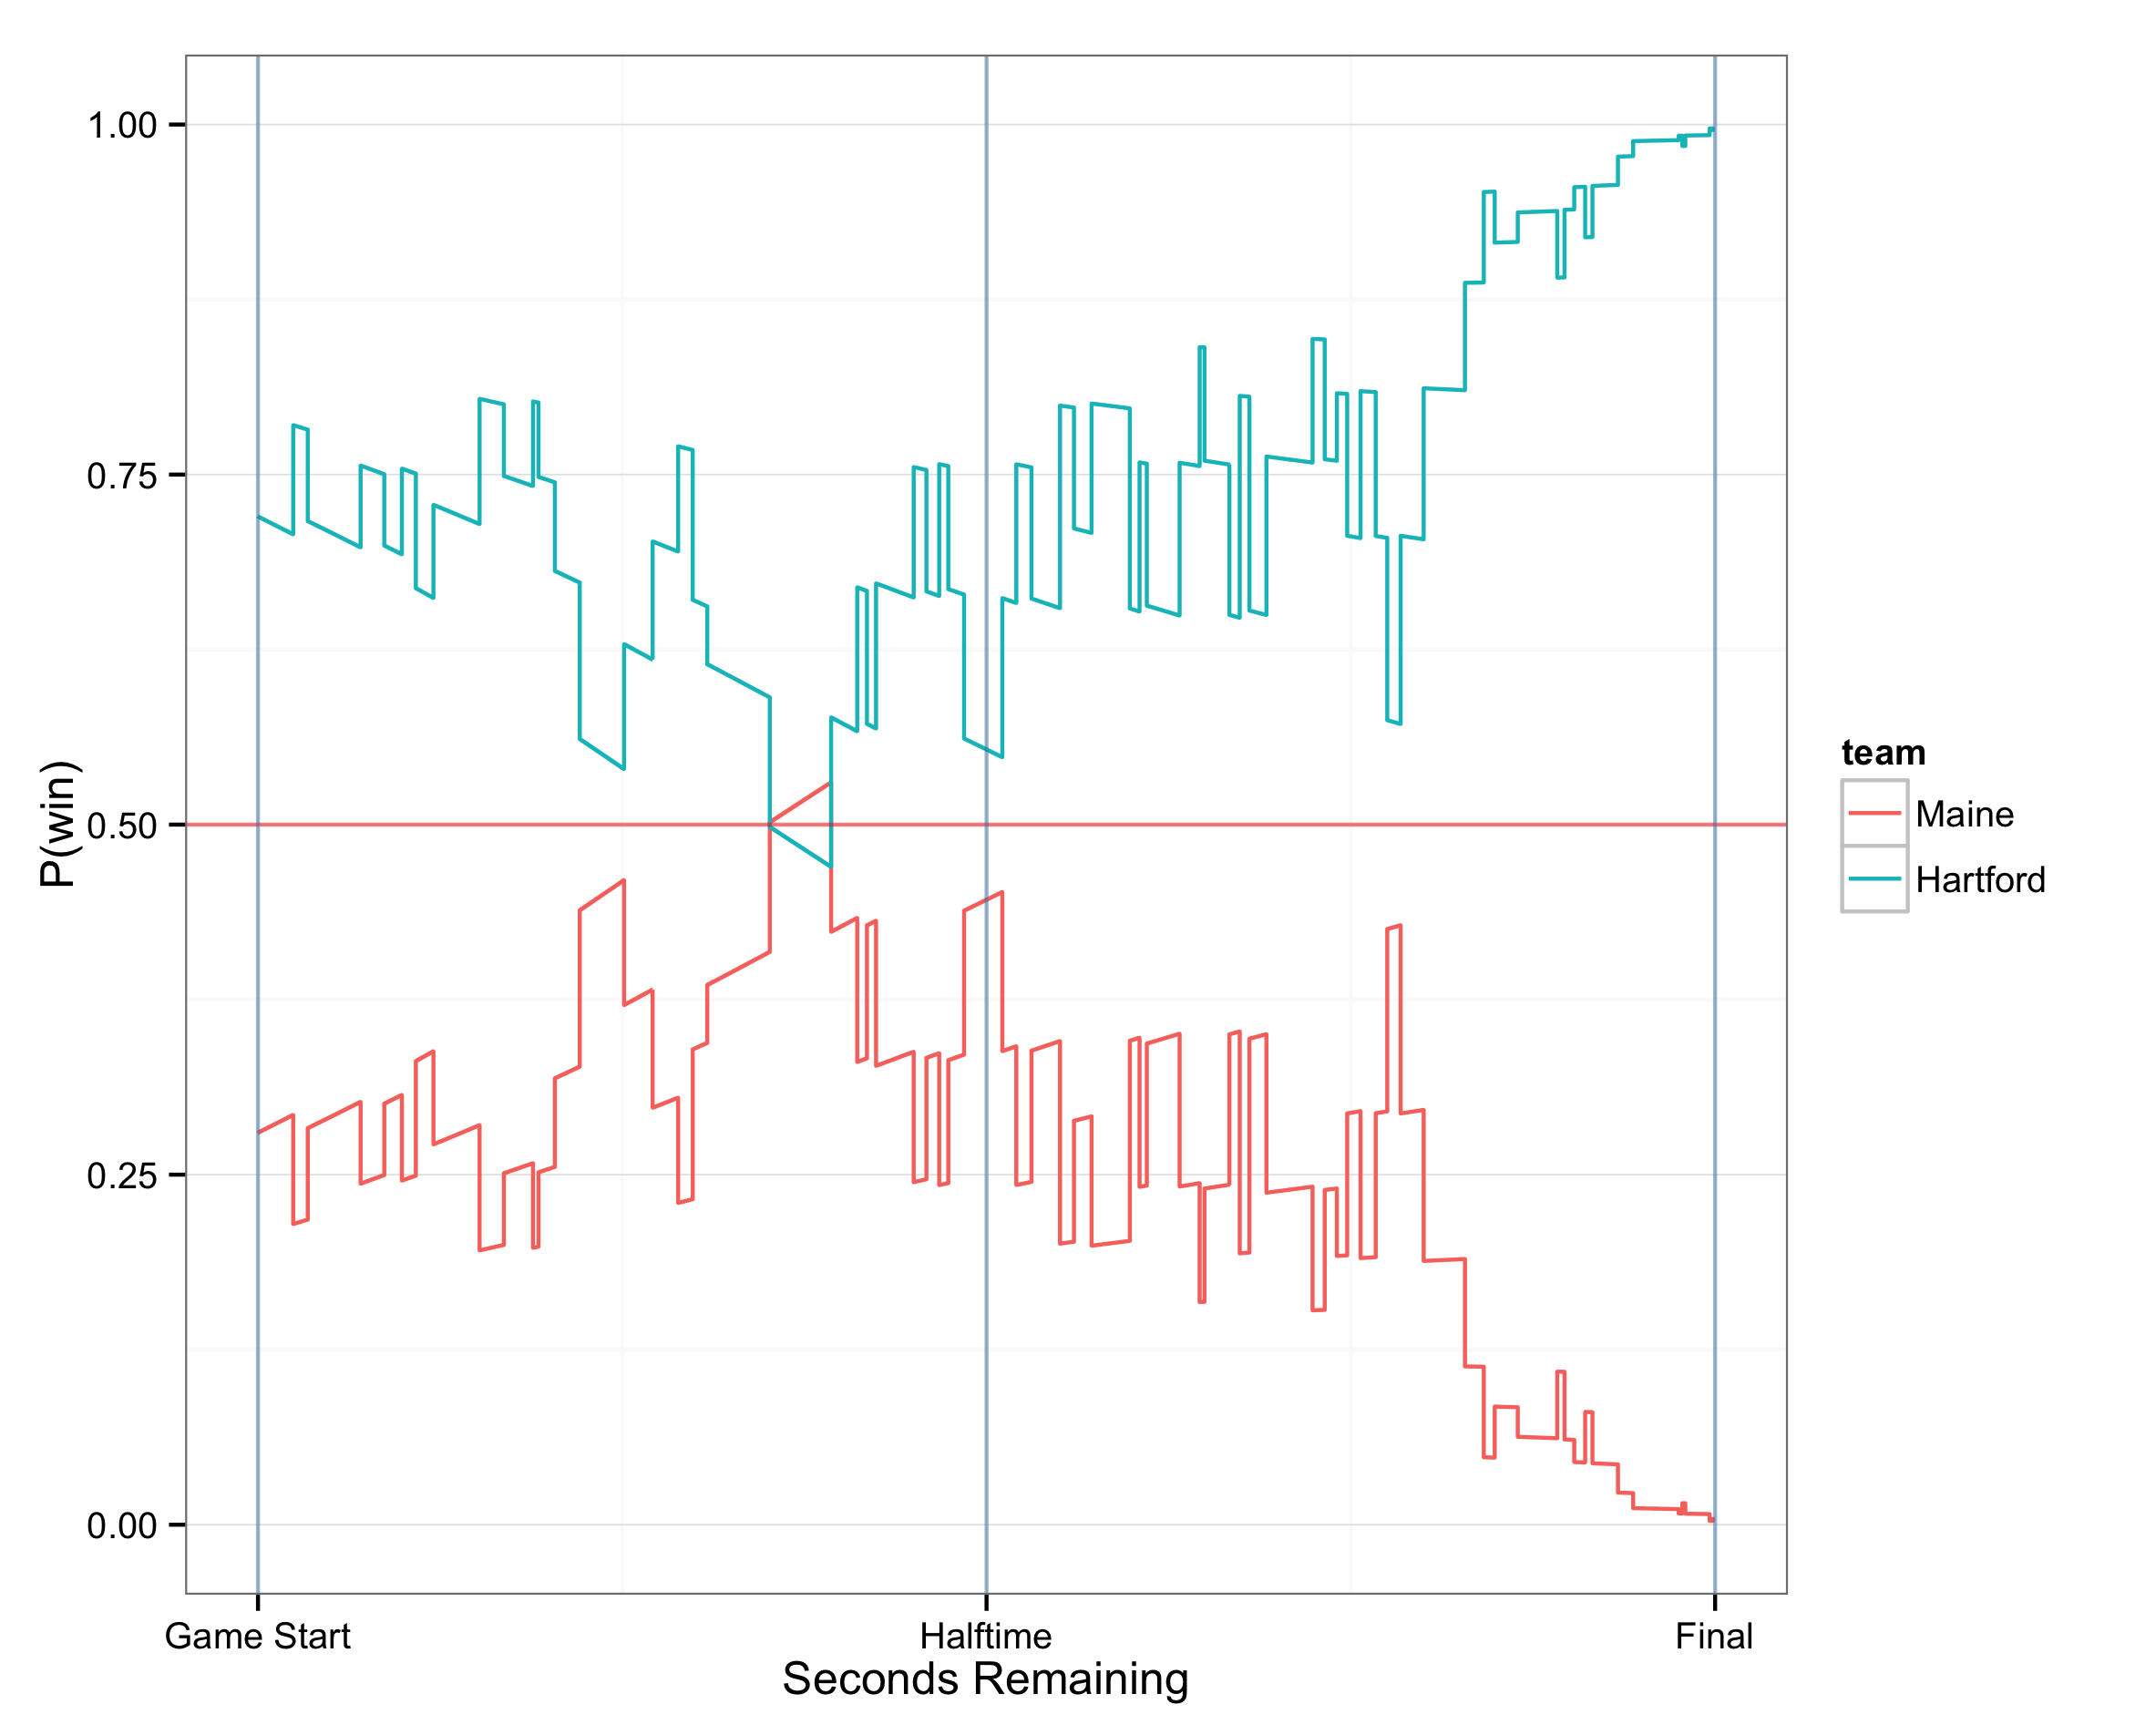 1.00
0.75
0.50
0.25
0.00
P(win)
Game Start
Halftime
Final
Seconds Remaining
team
Maine
Hartford